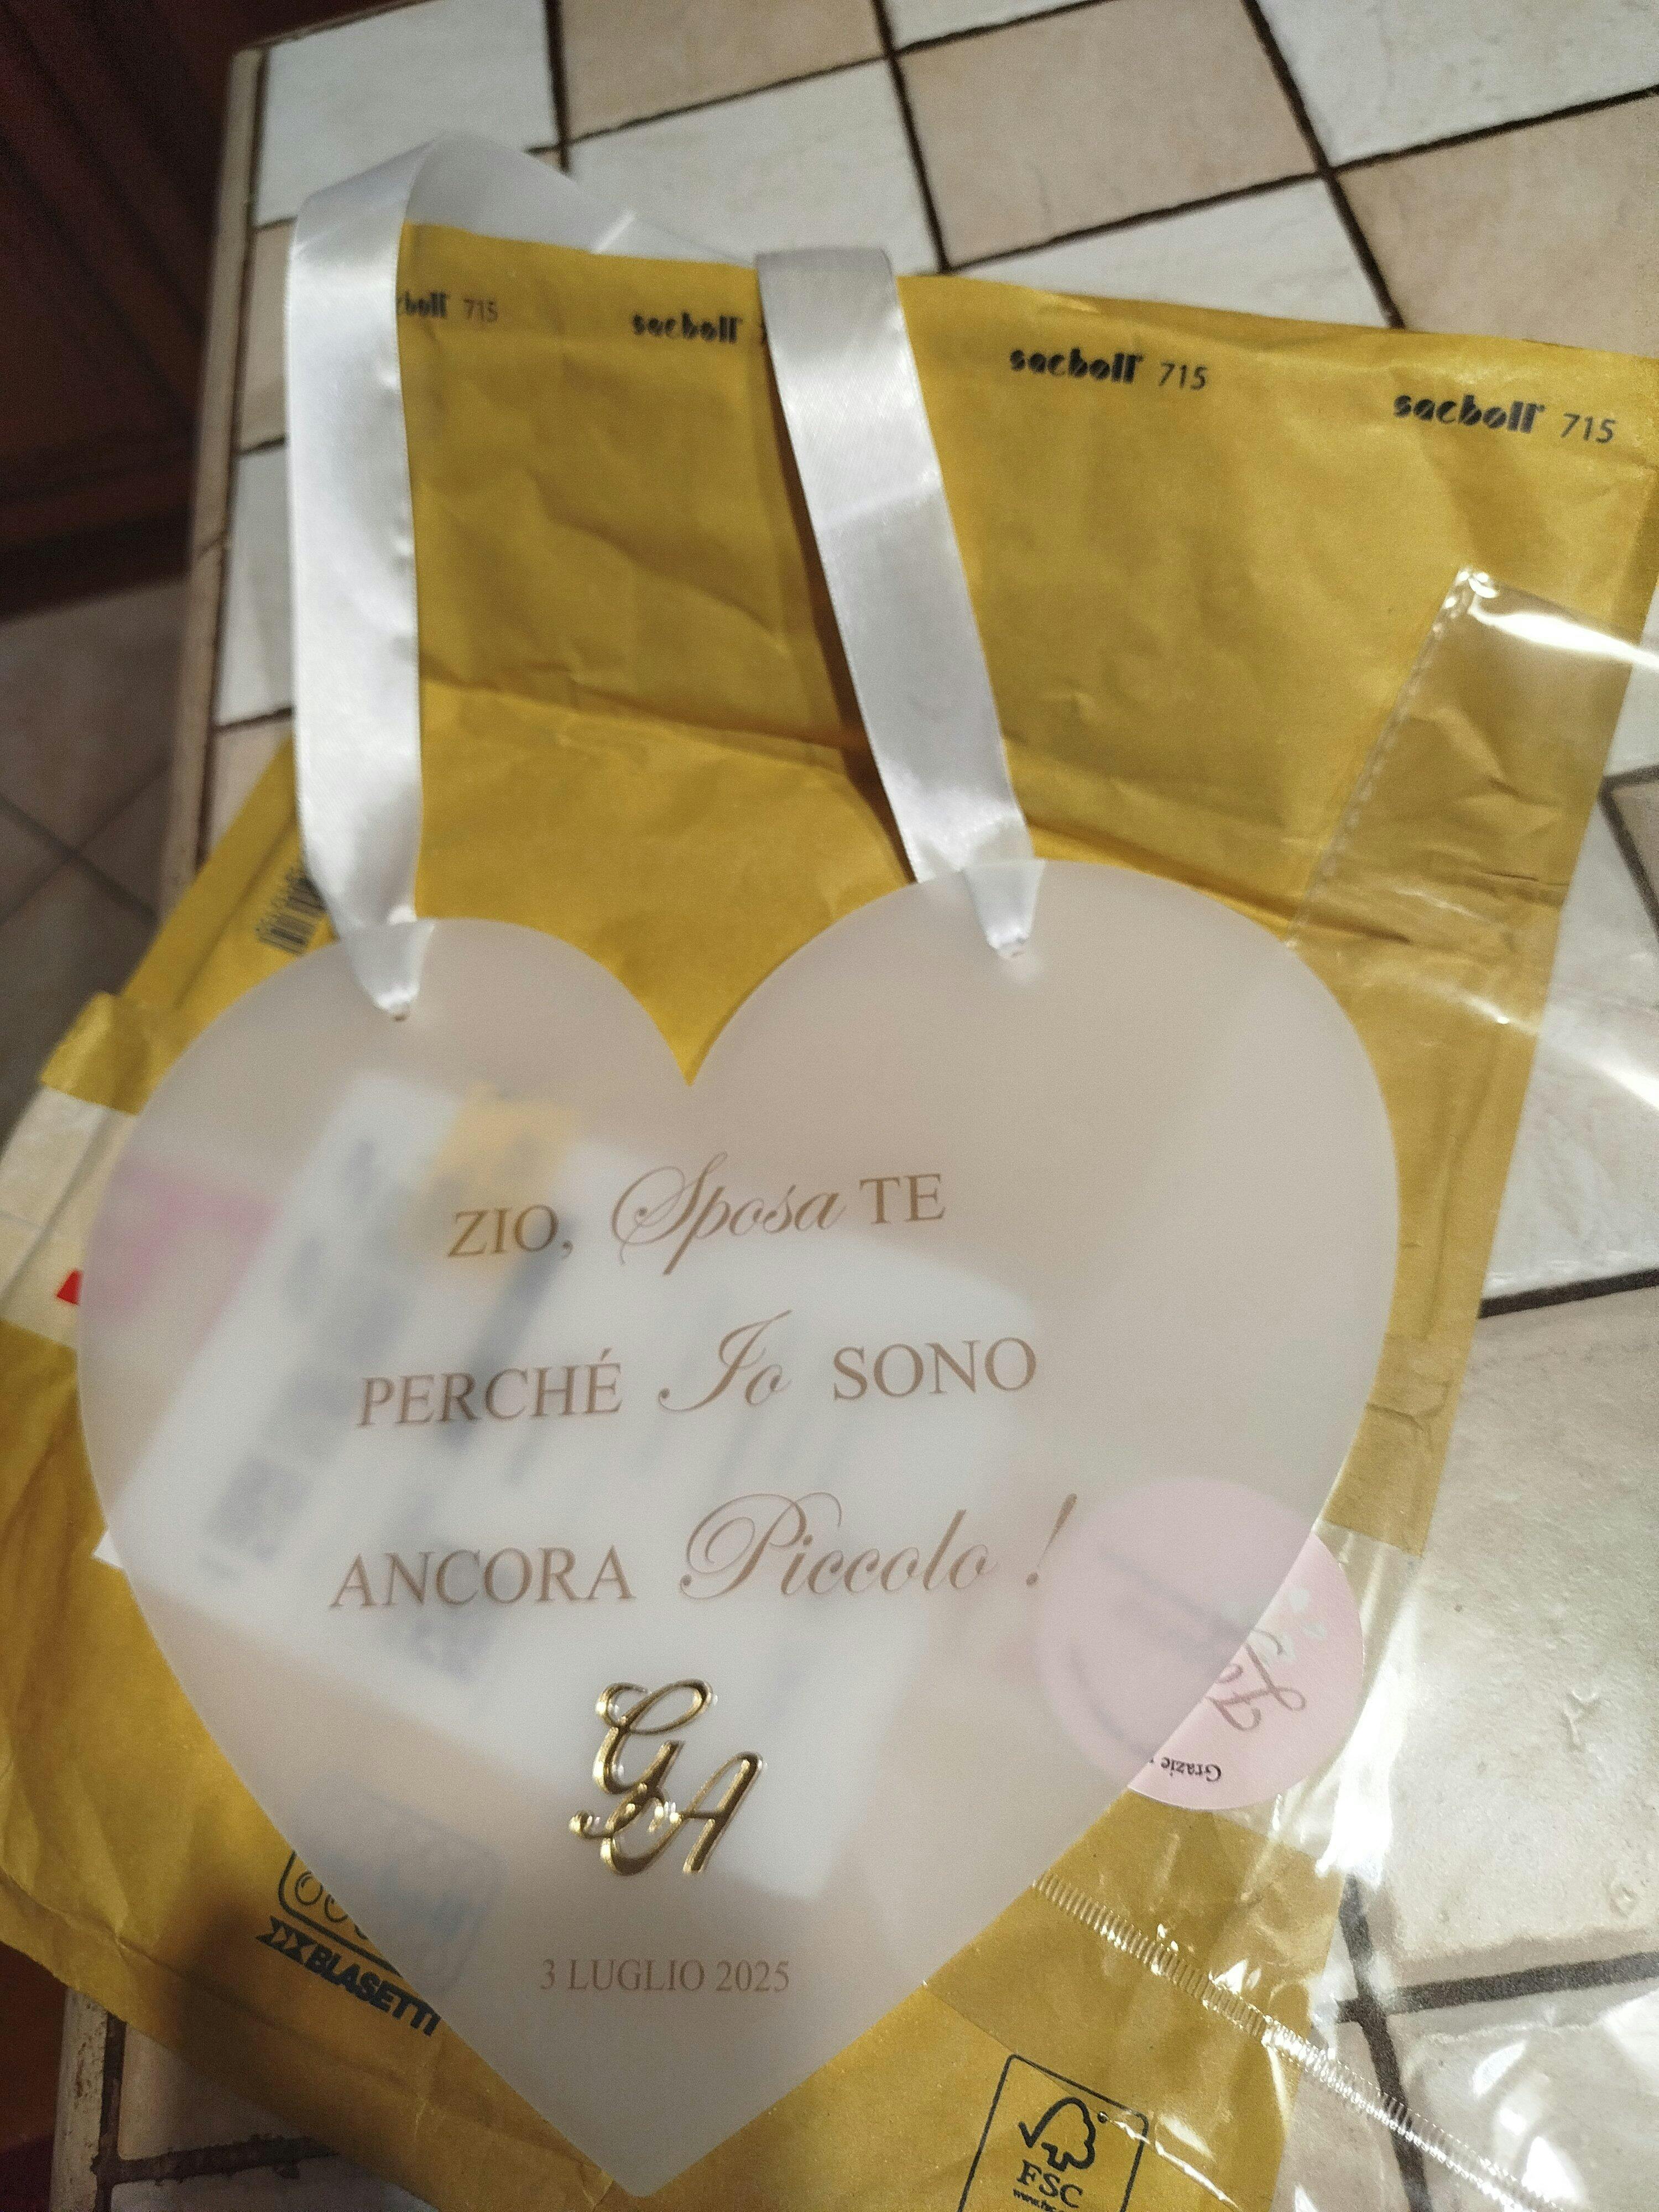 715
sacboll
sacboll 715
sacboll 715
ZIO, Sposa TE
PERCHÉ Io SONO
ANCORA Piccolo !
GA
3 LUGLIO 2025
Grazie
BLASETTI
FSC